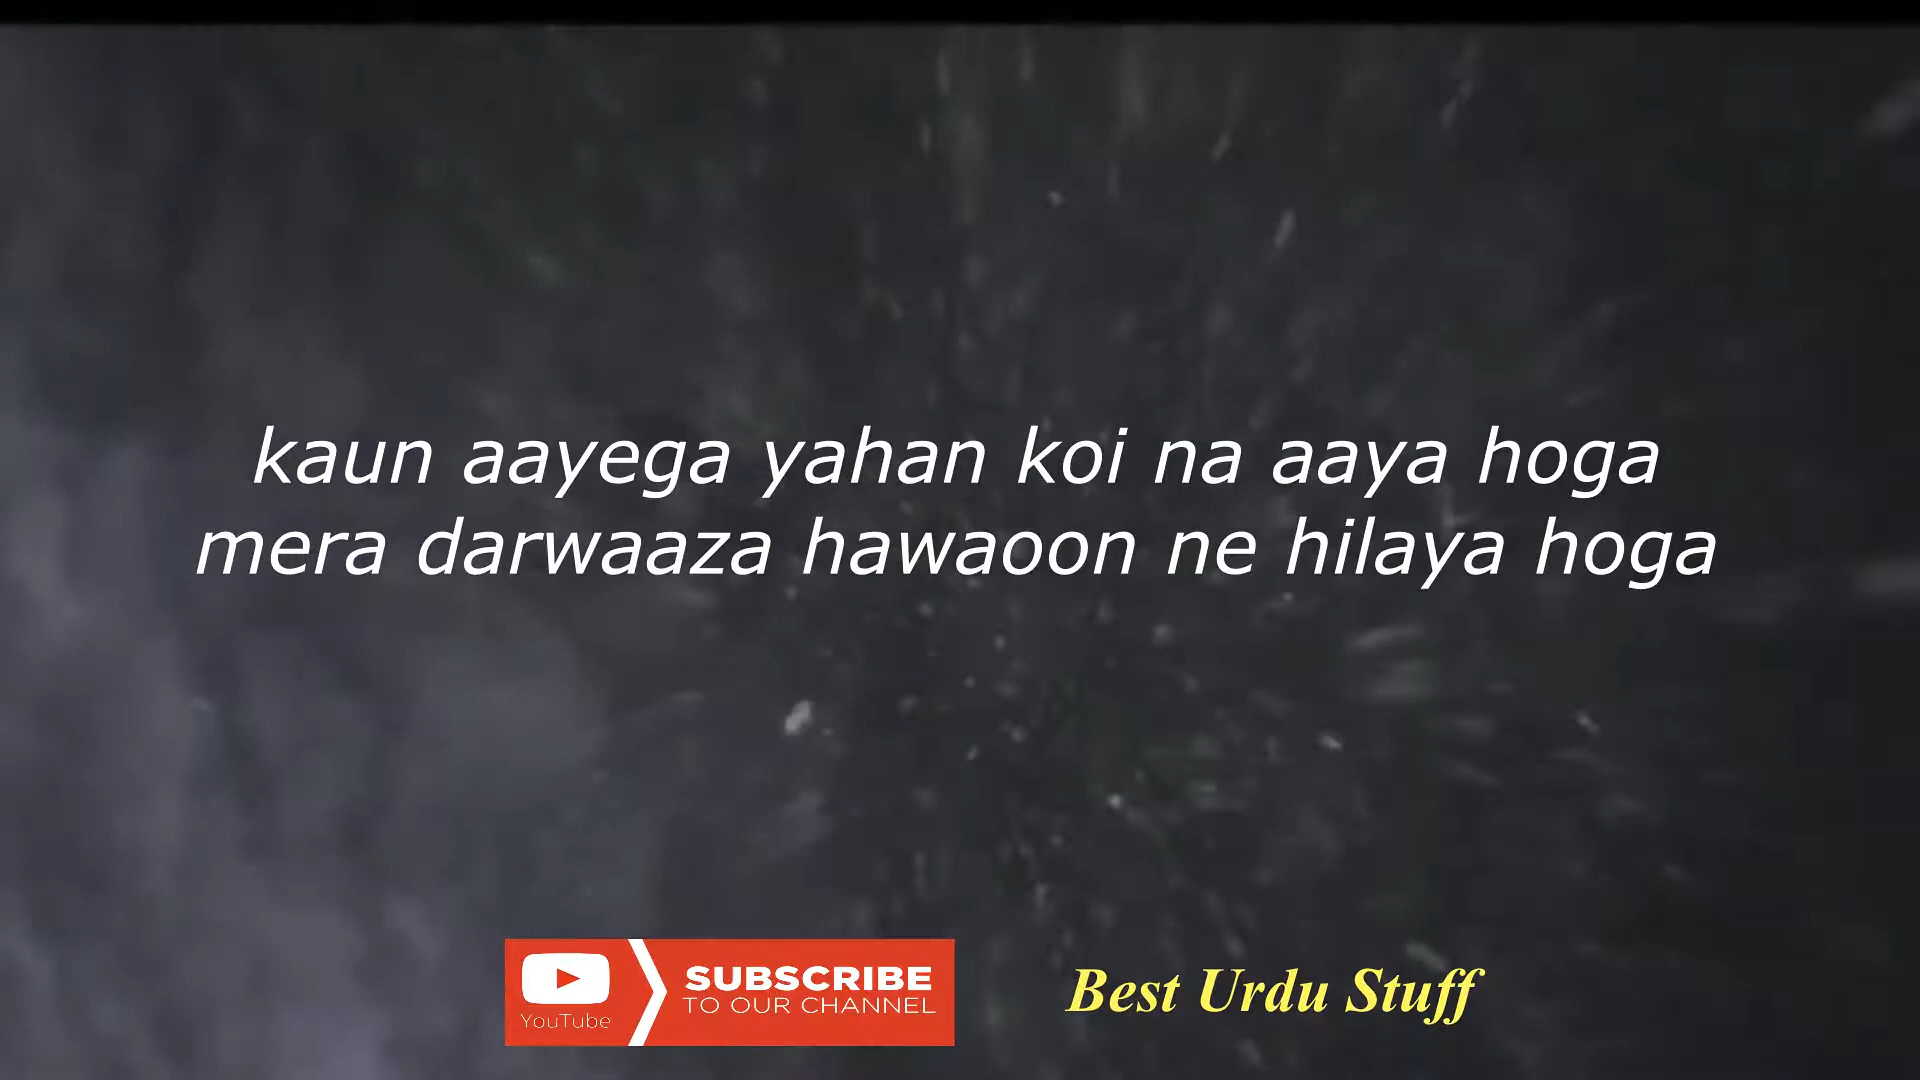 kaun aayega yahan koi na aaya hoga
mera darwaaza hawaoon ne hilaya hoga
YouTube
SUBSCRIBE
TO OUR CHANNEL
Best Urdu Stuff